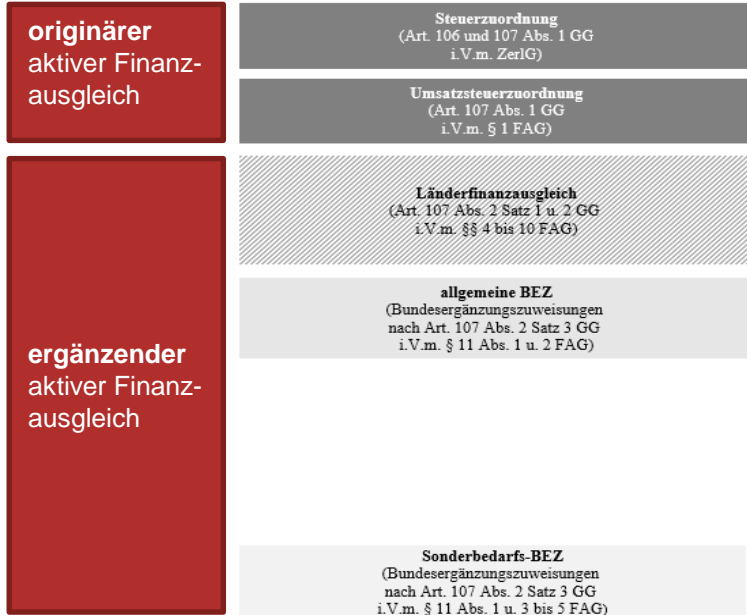 originärer
aktiver Finanz-
ausgleich
Steuerzuordnung
(Art. 106 und 107 Abs. 1 GG
i.V.m. ZerlG)
Umsatzsteuerzuordnung
(Art. 107 Abs. 1 GG
i.V.m. § 1 FAG)
ergänzender
aktiver Finanz-
ausgleich
Länderfinanzausgleich
(Art. 107 Abs. 2 Satz 1 u. 2 GG
i.V.m. §§ 4 bis 10 FAG)
allgemeine BEZ
(Bundesergänzungszuweisungen
nach Art. 107 Abs. 2 Satz 3 GG
i.V.m. § 11 Abs. 1 u. 2 FAG)
Sonderbedarfs-BEZ
(Bundesergänzungszuweisungen
nach Art. 107 Abs. 2 Satz 3 GG
i.V.m. § 11 Abs. 1 u. 3 bis 5 FAG)